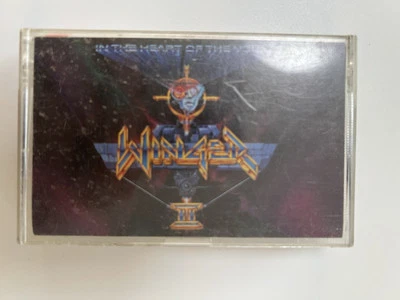 IN THE HEART OF THE
WINGER